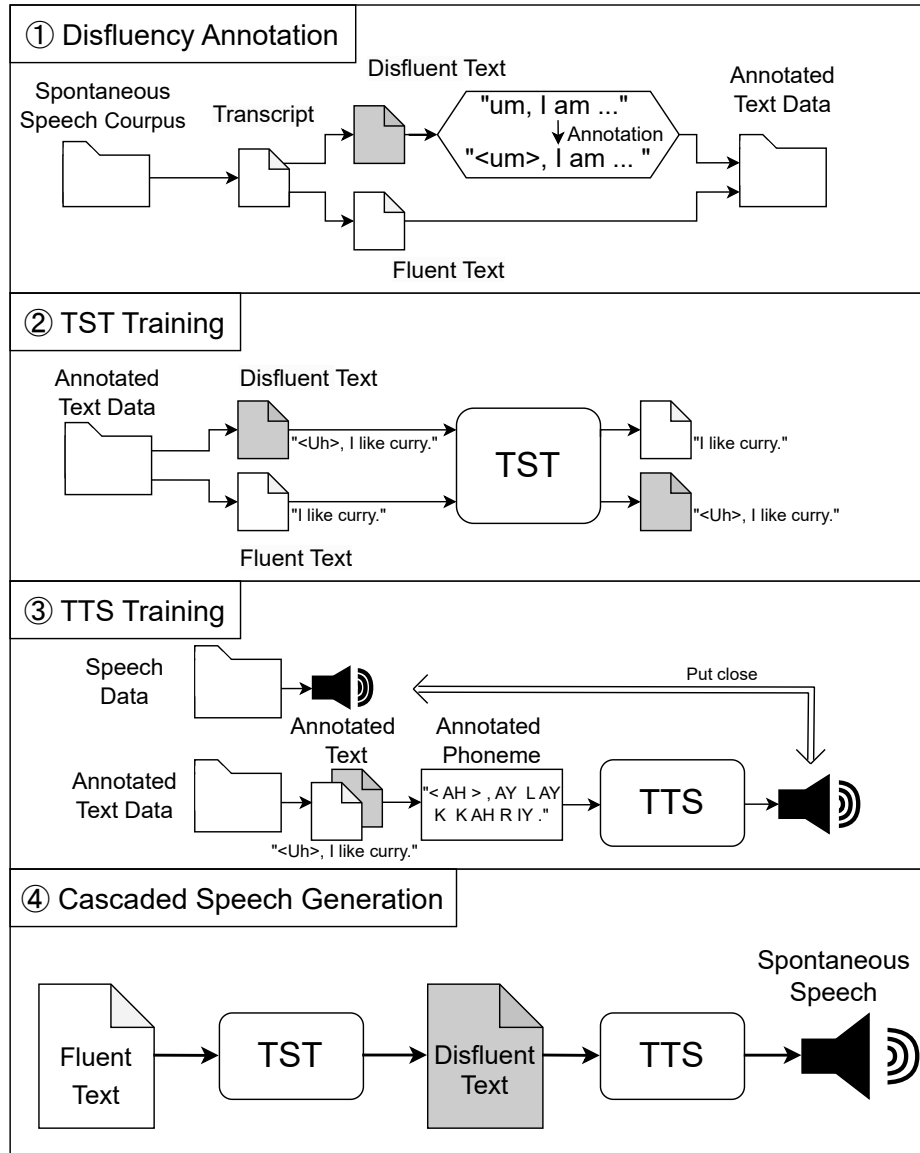 ① Disfluency Annotation
Spontaneous
Speech Courpus
Transcript
Disfluent Text
"um, I am ..."
Annotation
"<um>, I am ... "
Annotated
Text Data
Fluent Text
② TST Training
Annotated
Text Data
Disfluent Text
"<Uh>, I like curry."
"I like curry."
Fluent Text
TST
"I like curry."
"<Uh>, I like curry."
③ TTS Training
Speech
Data
Put close
Annotated
Text Data
Annotated
Text
"<Uh>, I like curry."
Annotated
Phoneme
"< AH > , AY L AY
K K AH R IY ."
TTS
④ Cascaded Speech Generation
Fluent
Text
TST
Disfluent
Text
TTS
Spontaneous
Speech